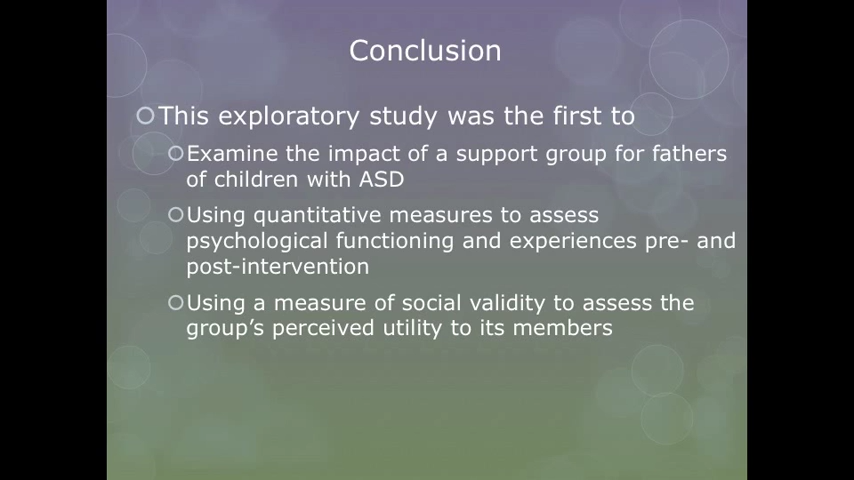 Conclusion
This exploratory study was the first to
Examine the impact of a support group for fathers
of children with ASD
Using quantitative measures to assess
psychological functioning and experiences pre- and
post-intervention
Using a measure of social validity to assess the
group’s perceived utility to its members